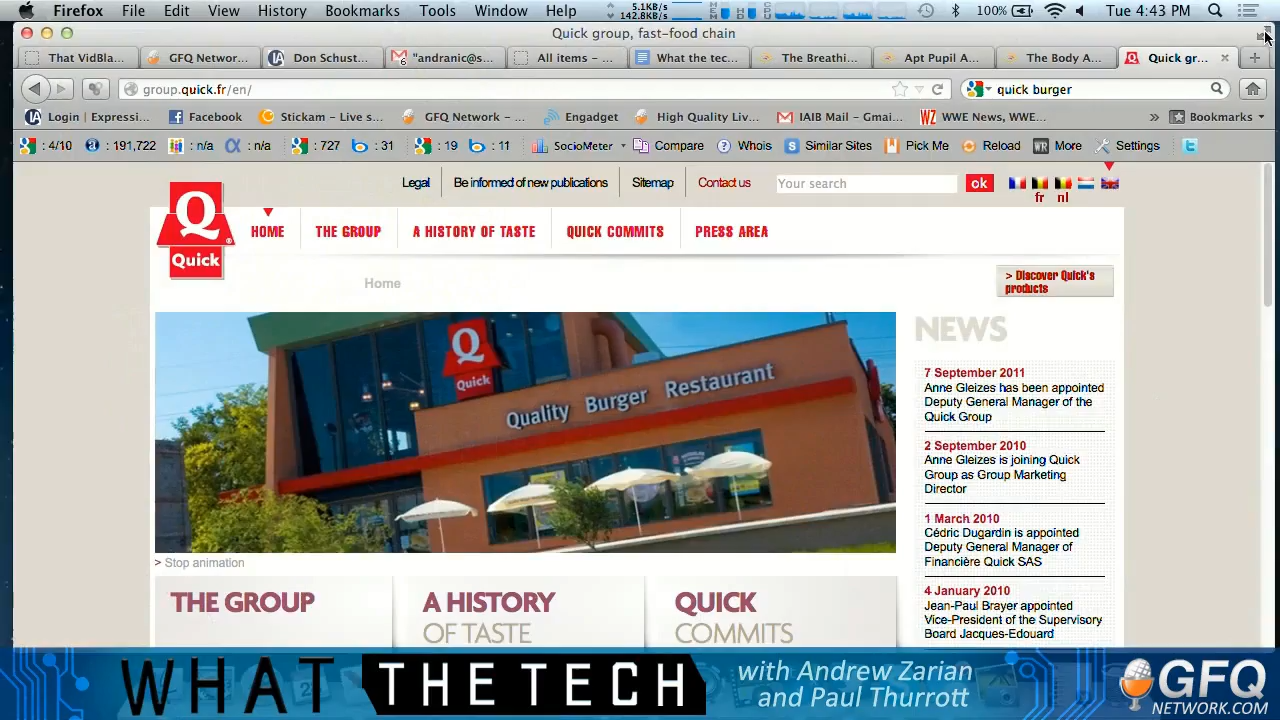 Firefox File Edit View History Bookmarks Tools Window Help 5.1KB/s 142.8KB/s 100% Tue 4:43 PM
Quick group, fast-food chain
That VidBla... GFQ Networ... Don Schust... "andranic@s... All items - ... What the tec... The Breathi... Apt Pupil A... The Body A... Quick gr...
group.quick.fr/en/ quick burger
Login | Expressi... Facebook Stickam - Live s... GFQ Network - ... Engadget High Quality Liv... IAIB Mail - Gmai... WWE News, WWE... » Bookmarks
: 4/10 : 191,722 : n/a : n/a : 727 : 31 : 19 : 11 SocioMeter Compare Whois Similar Sites Pick Me Reload More Settings
Legal Be informed of new publications Sitemap Contact us Your search ok
fr nl
Q
Quick
HOME THE GROUP A HISTORY OF TASTE QUICK COMMITS PRESS AREA
Home
> Discover Quick's
products
Q
Quick
Quality Burger Restaurant
> Stop animation
NEWS
7 September 2011
Anne Gleizes has been appointed
Deputy General Manager of the
Quick Group
2 September 2010
Anne Gleizes is joining Quick
Group as Group Marketing
Director
1 March 2010
Cédric Dugardin is appointed
Deputy General Manager of
Financière Quick SAS
4 January 2010
Jean-Paul Brayer appointed
Vice-President of the Supervisory
Board Jacques-Edouard
THE GROUP
A HISTORY
OF TASTE
QUICK
COMMITS
WHAT THE TECH
with Andrew Zarian
and Paul Thurrott
GFQ
NETWORK.COM